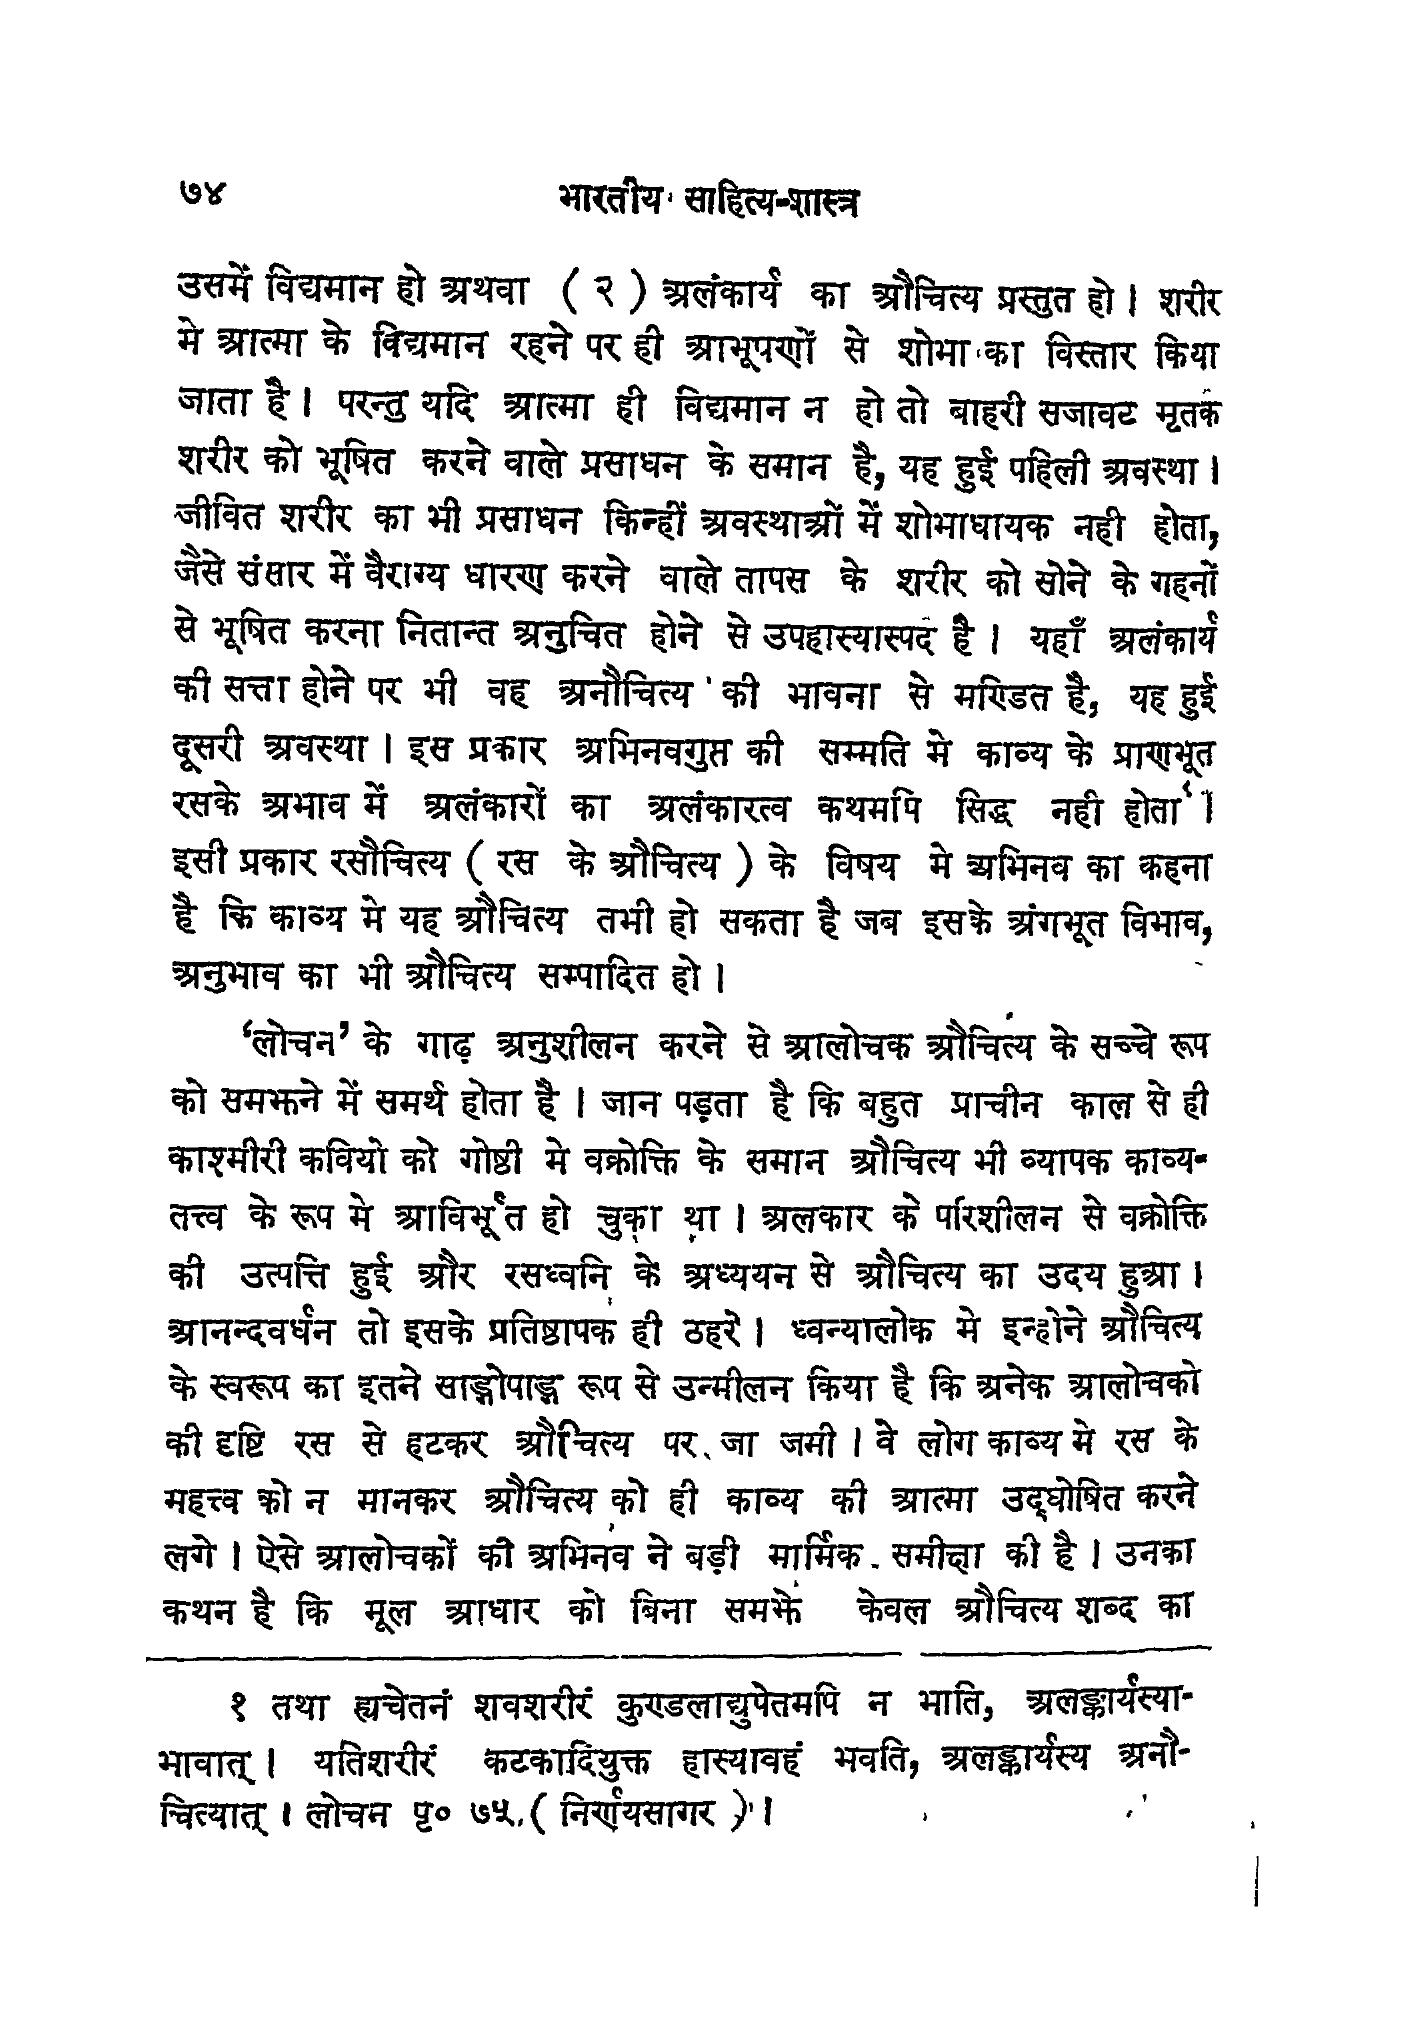 ७४ भारतीय साहित्य-शास्त्र
उसमें विद्यमान हो अथवा ( २ ) अलंकार्य का औचित्य प्रस्तुत हो । शरीर
मे आत्मा के विद्यमान रहने पर ही आभूपणों से शोभा का विस्तार किया
जाता है । परन्तु यदि आत्मा ही विद्यमान न हो तो बाहरी सजावट मृतक
शरीर को भूषित करने वाले प्रसाधन के समान है, यह हुई पहिली अवस्था ।
जीवित शरीर का भी प्रसाधन किन्हीं अवस्थाओं में शोभाधायक नही होता,
जैसे संसार में वैराग्य धारण करने वाले तापस के शरीर को सोने के गहनों
से भूषित करना नितान्त अनुचित होने से उपहास्यास्पद है । यहाँ अलंकार्य
की सत्ता होने पर भी वह अनौचित्य की भावना से मण्डित है, यह हुई
दूसरी अवस्था । इस प्रकार अभिनवगुप्त की सम्मति मे काव्य के प्राणभूत
रसके अभाव में अलंकारों का अलंकारत्व कथमपि सिद्ध नही होता१ ।
इसी प्रकार रसौचित्य ( रस के औचित्य ) के विषय मे अभिनव का कहना
है कि काव्य मे यह औचित्य तभी हो सकता है जब इसके अंगभूत विभाव,
अनुभाव का भी औचित्य सम्पादित हो ।
‘लोचन’ के गाढ़ अनुशीलन करने से आलोचक औचित्य के सच्चे रूप
को समझने में समर्थ होता है । जान पड़ता है कि बहुत प्राचीन काल से ही
काश्मीरी कवियो को गोष्ठी मे वक्रोक्ति के समान औचित्य भी व्यापक काव्य-
तत्त्व के रूप मे आविर्भूत हो चुका था । अलकार के परिशीलन से वक्रोक्ति
की उत्पत्ति हुई और रसध्वनि के अध्ययन से औचित्य का उदय हुआ ।
आनन्दवर्धन तो इसके प्रतिष्ठापक ही ठहरे । ध्वन्यालोक मे इन्होने औचित्य
के स्वरूप का इतने साङ्गोपाङ्ग रूप से उन्मीलन किया है कि अनेक आलोचको
की दृष्टि रस से हटकर औचित्य पर जा जमी । वे लोग काव्य मे रस के
महत्त्व को न मानकर औचित्य को ही काव्य की आत्मा उद्घोषित करने
लगे । ऐसे आलोचकों की अभिनव ने बड़ी मार्मिक समीक्षा की है । उनका
कथन है कि मूल आधार को बिना समझे केवल औचित्य शब्द का
१ तथा ह्यचेतनं शवशरीरं कुण्डलाद्युपेतमपि न भाति, अलङ्कार्यस्या-
भावात् । यतिशरीरं कटकादियुक्त हास्यावहं भवति, अलङ्कार्यस्य अनौ-
चित्यात् । लोचन पृ० ७५ ( निर्णयसागर ) ।